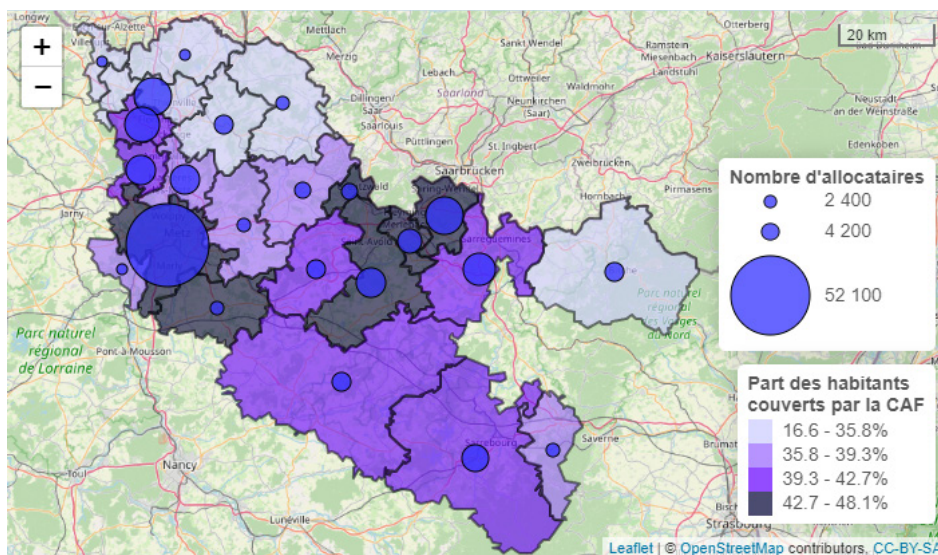 Longwy
Mettlach
Otterberg
+
20 km
Merzig
Sankt Wendel
Ramstein
Miesenbach
Kaiserslautern
Landstuhl
−
Lebach
Ottweiler
Waldmohr
Saarland
Neustadt
an der Weinstraße
Dillingen/
Saar
Saarlouis
Neunkirchen
(Saar)
Püttlingen
St. Ingbert
Edenkoben
Zweibrücken
Saarbrücken
Pirmasens
Hornbach
Jarny
Sarreguemines
Parc naturel
régional
de Lorraine
Pont-à-Mousson
Parc naturel
régional
des Vosges
du Nord
Nombre d'allocataires
2 400
4 200
52 100
Part des habitants
couverts par la CAF
16.6 - 35.8%
35.8 - 39.3%
39.3 - 42.7%
42.7 - 48.1%
Sarrebourg
Saverne
Nancy
Toul
Lunéville
Strasbourg
Leaflet | © OpenStreetMap contributors, CC-BY-SA